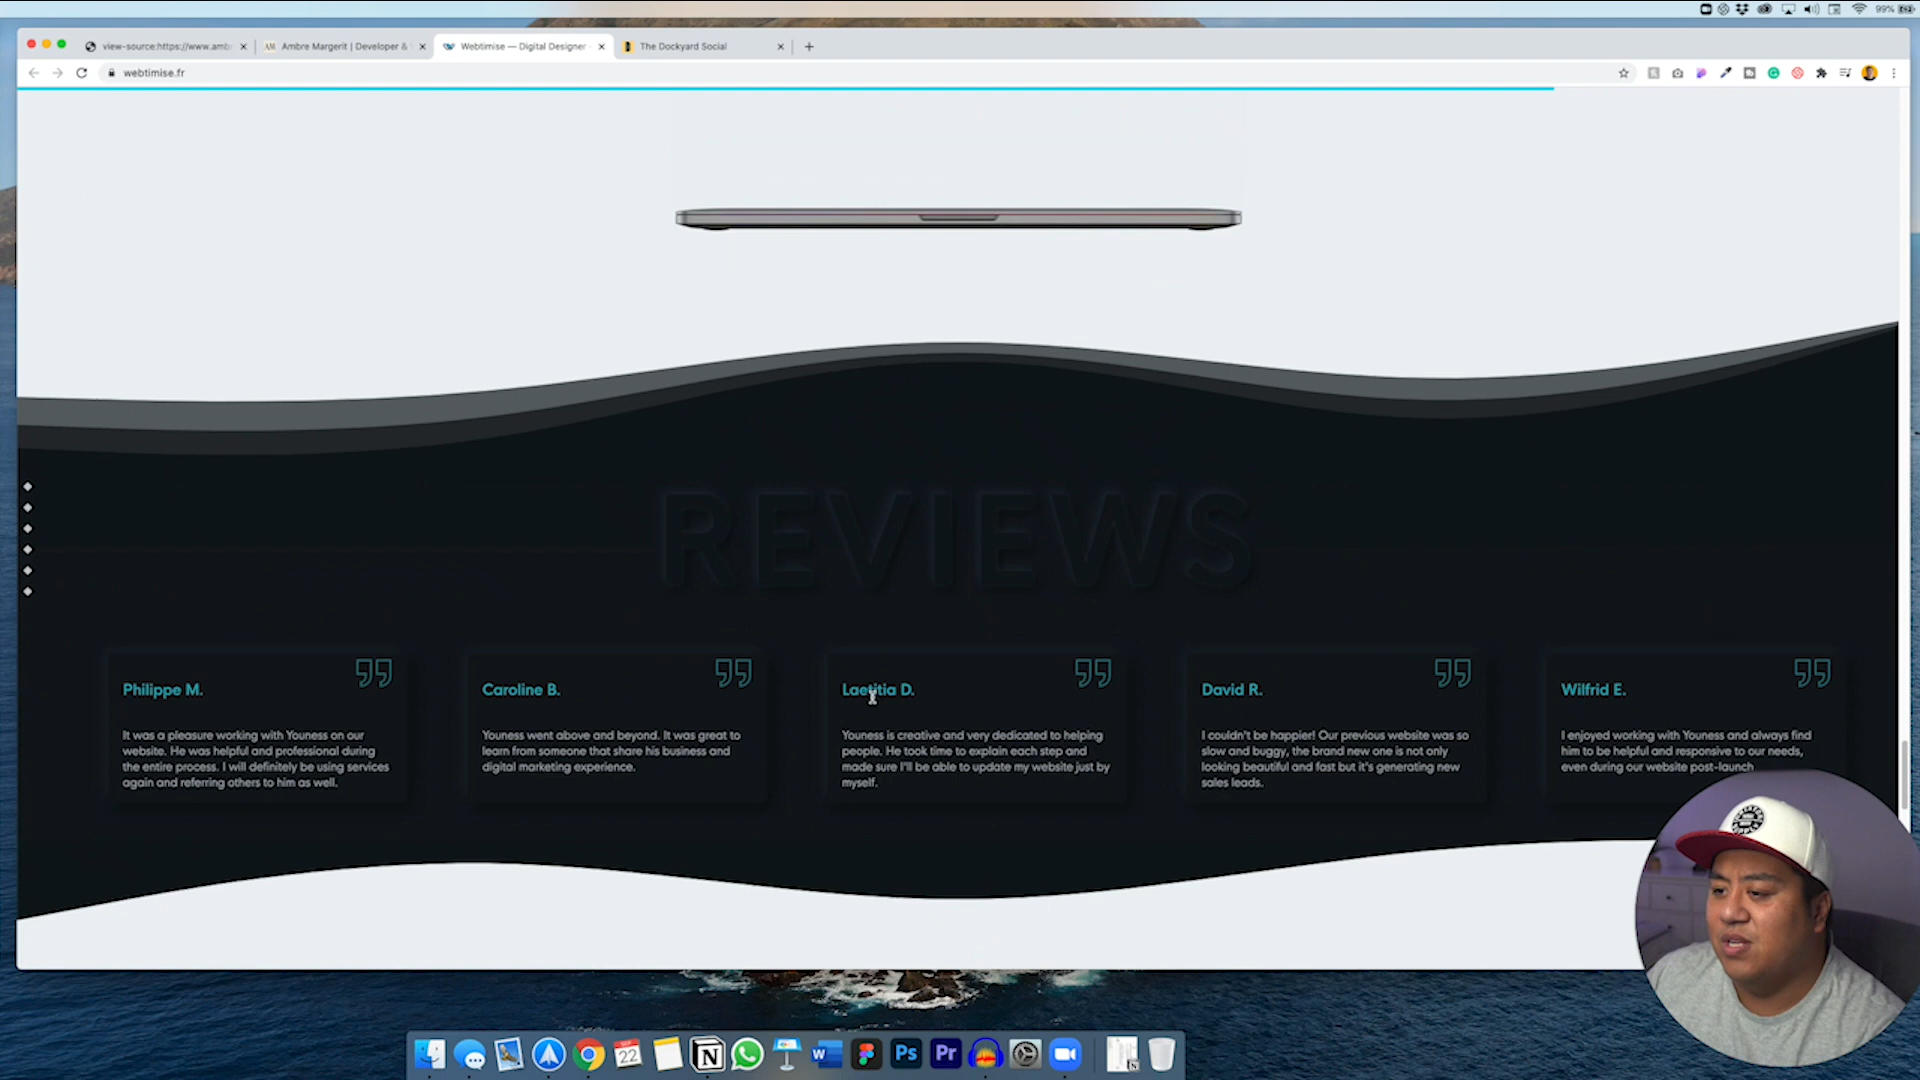 99%
view-source:https://www.amb
Ambre Margerit | Developer &
Webtimise — Digital Designer
The Dockyard Social
webtimise.fr
REVIEWS
Philippe M.
It was a pleasure working with Youness on our
website. He was helpful and professional during
the entire process. I will definitely be using services
again and referring others to him as well.
Caroline B.
Youness went above and beyond. It was great to
learn from someone that share his business and
digital marketing experience.
Laetitia D.
Youness is creative and very dedicated to helping
people. He took time to explain each step and
made sure I'll be able to update my website just by
myself.
David R.
I couldn't be happier! Our previous website was so
slow and buggy, the brand new one is not only
looking beautiful and fast but it's generating new
sales leads.
Wilfrid E.
I enjoyed working with Youness and always find
him to be helpful and responsive to our needs,
even during our website post-launch
22
N
W
Ps
Pr